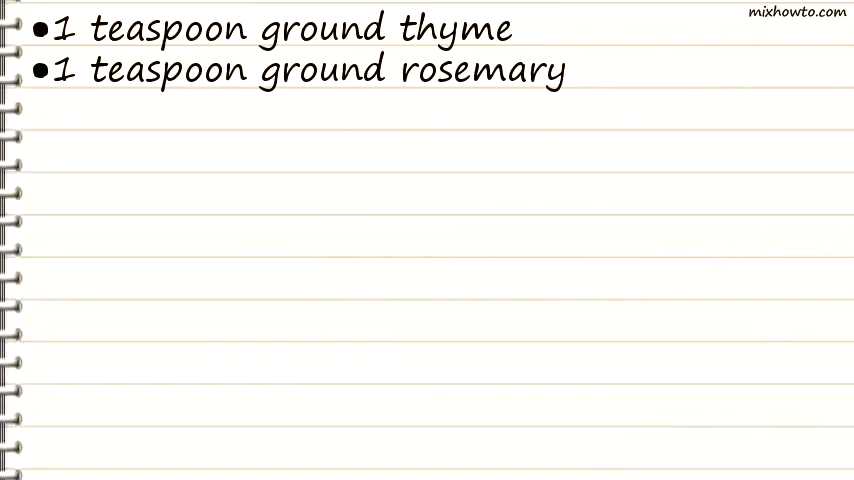 mixhowto.com
•1 teaspoon ground thyme
•1 teaspoon ground rosemary